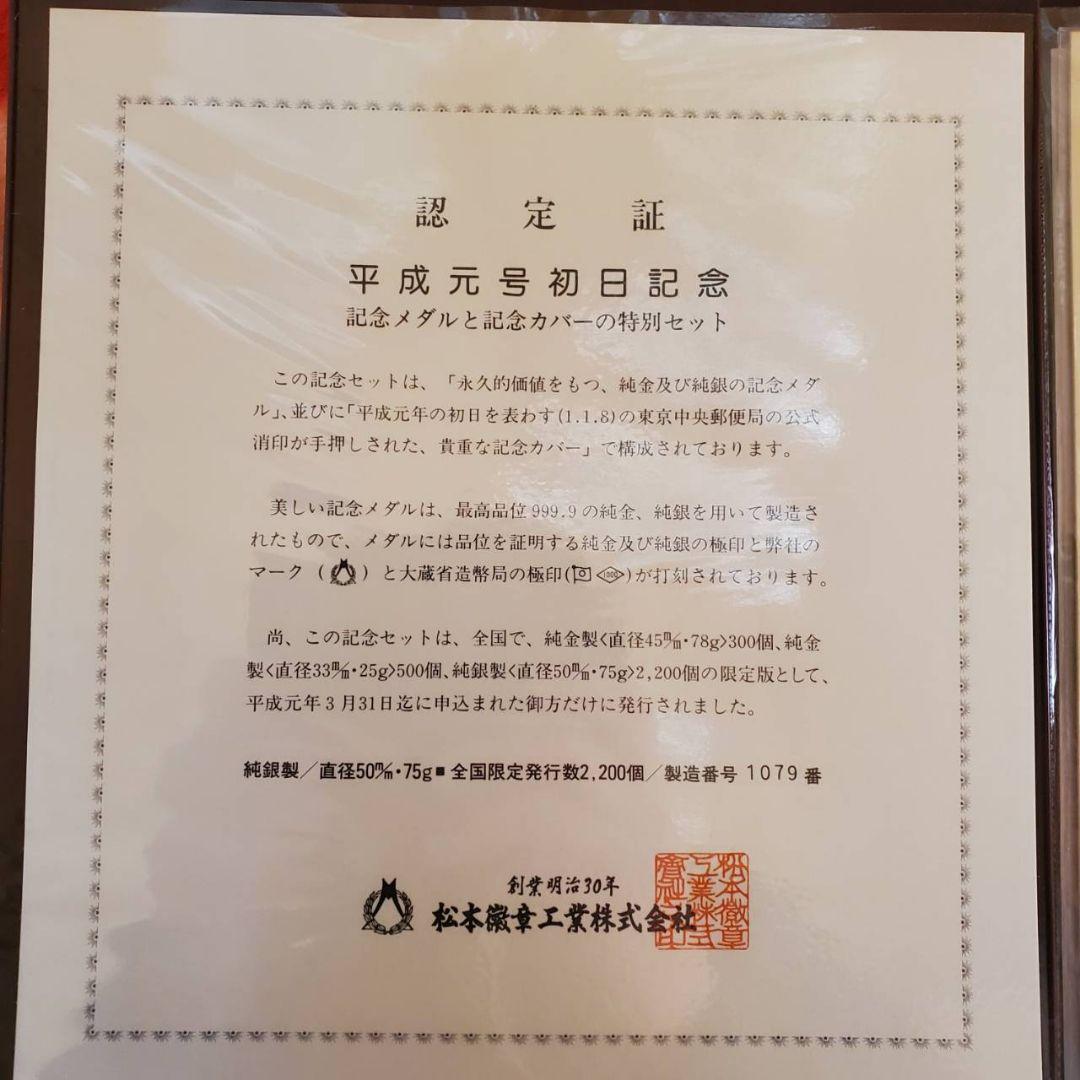 認定証
平成元号初日記念
記念メダルと記念カバーの特別セット
この記念セットは、「永久的価値をもつ、純金及び純銀の記念メダ
ル」、並びに「平成元年の初日を表わす(1.1.8)の東京中央郵便局の公式
消印が手押しされた、貴重な記念カバー」で構成されております。
美しい記念メダルは、最高品位999.9の純金、純銀を用いて製造さ
れたもので、メダルには品位を証明する純金及び純銀の極印と弊社の
マーク（ ）と大蔵省造幣局の極印( 1000 )が打刻されております。
尚、この記念セットは、全国で、純金製〈直径45㎜・78g〉300個、純金
製〈直径33㎜・25g〉500個、純銀製〈直径50㎜・75g〉2,200個の限定版として、
平成元年3月31日迄に申込まれた御方だけに発行されました。
純銀製／直径50㎜・75g■全国限定発行数2,200個／製造番号 1079 番
創業明治30年
松本徽章工業株式会社